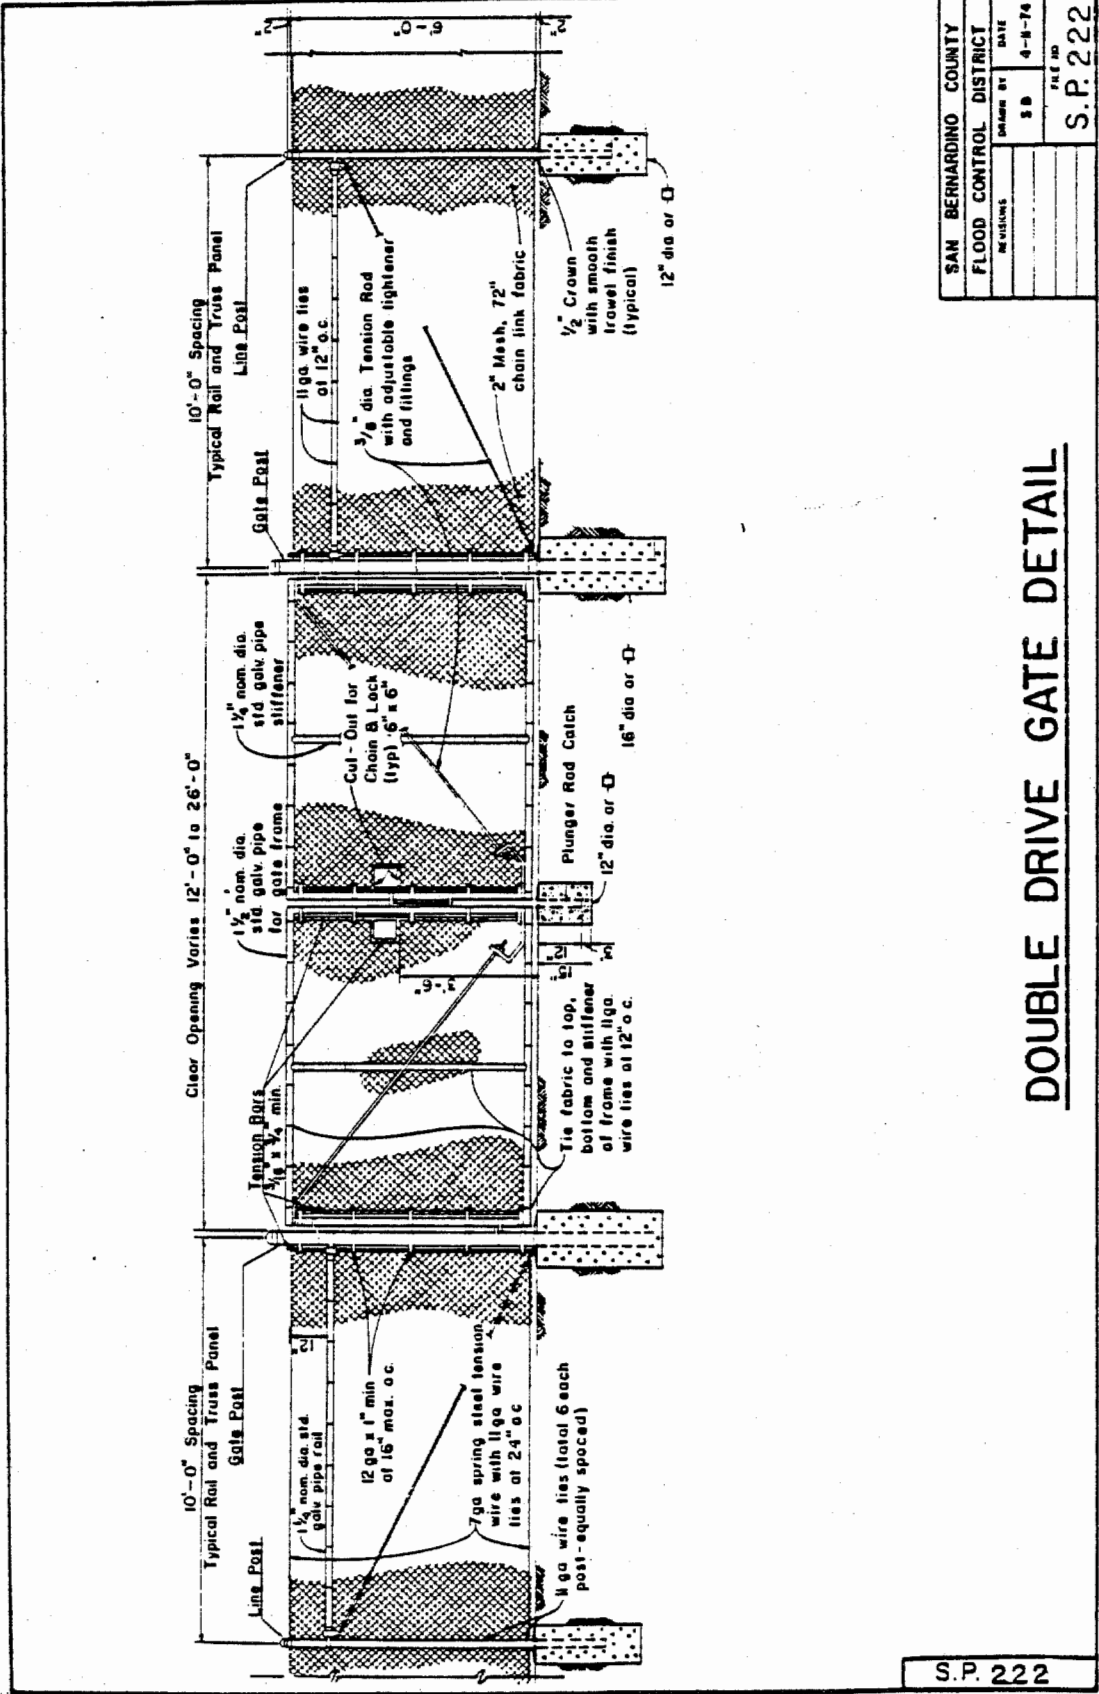 10'-0" Spacing
Typical Rail and Truss Panel
Line Post
Gate Post
Clear Opening Varies 12'-0" to 26'-0"
10'-0" Spacing
Typical Rail and Truss Panel
Gate Post
Line Post
1 1/4" nom. dia. std.
galv. pipe rail
12"
12 ga x 1" min
at 16" max. o.c.
7ga spring steel tension
wire with 11 ga wire
ties at 24" o.c
11 ga wire ties (total 6 each
post-equally spaced)
Tension Bars
3/16" x 3/4" min.
Tie fabric to top,
bottom and stiffener
of frame with 11ga.
wire ties at 12" o.c.
3'-6"
12"
3"
15"
1 1/2" nom. dia.
std. galv. pipe
for gate frame
1 1/4" nom. dia.
std. galv. pipe
stiffener
Cut-Out for
Chain & Lock
(typ) 6" x 6"
Plunger Rod Catch
12" dia. or □
16" dia or □
11 ga. wire ties
at 12" o.c.
3/8" dia. Tension Rod
with adjustable tightener
and fittings
2" Mesh, 72"
chain link fabric
1/2" Crown
with smooth
trowel finish
(typical)
12" dia or □
2"
6'-0"
2"
DOUBLE DRIVE GATE DETAIL
SAN BERNARDINO COUNTY
FLOOD CONTROL DISTRICT
REVISIONS
DRAWN BY
SB
DATE
4-11-74
FILE NO
S.P. 222
S.P. 222